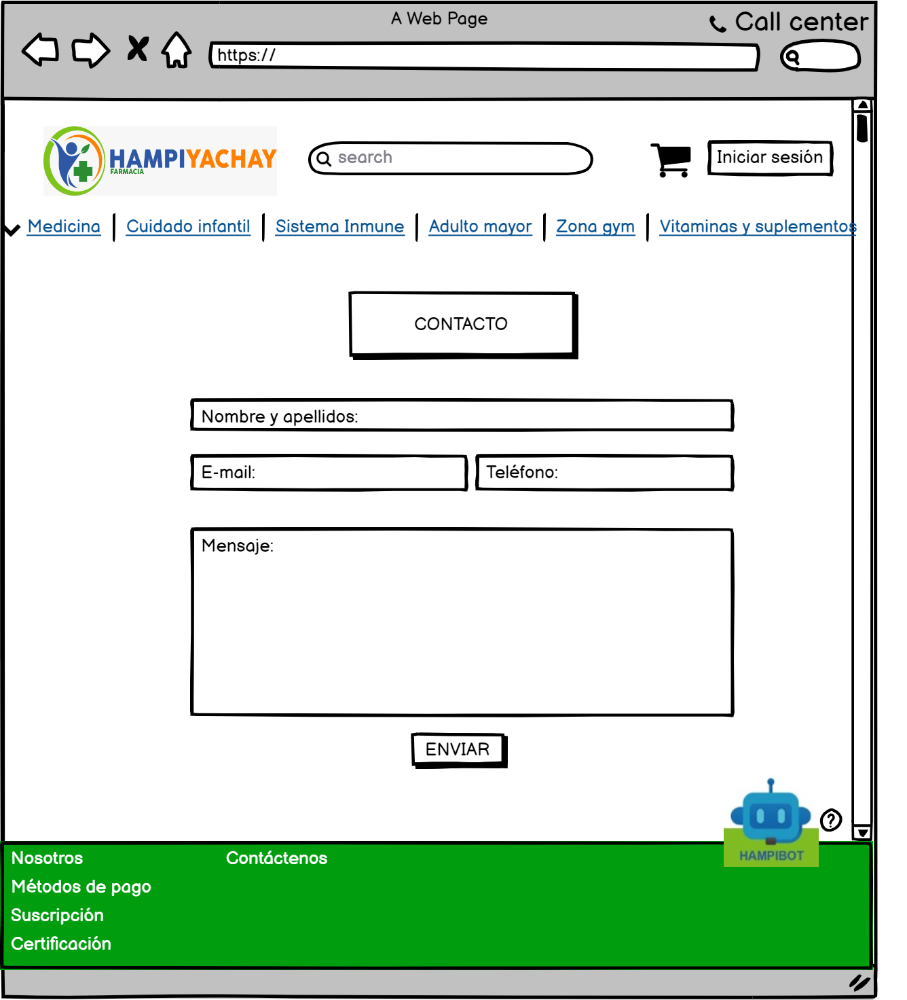 A Web Page
Call center
https://
HAMPIYACHAY
FARMACIA
search
Iniciar sesión
Medicina
Cuidado infantil
Sistema Inmune
Adulto mayor
Zona gym
Vitaminas y suplementos
CONTACTO
Nombre y apellidos:
E-mail:
Teléfono:
Mensaje:
ENVIAR
?
HAMPIBOT
Nosotros
Contáctenos
Métodos de pago
Suscripción
Certificación